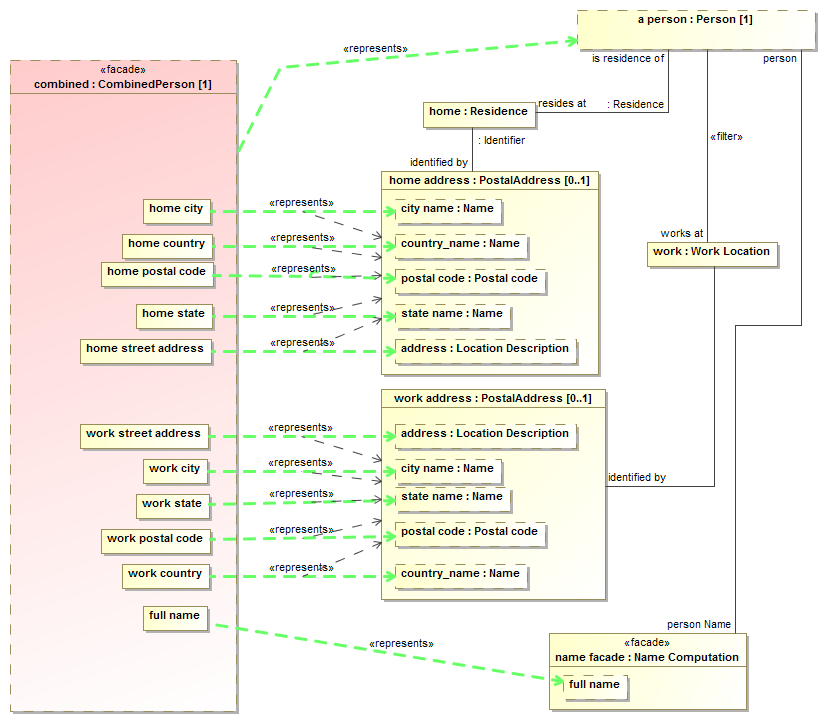 a person : Person [1]
«represents»
is residence of
person
«facade»
combined : CombinedPerson [1]
home : Residence
resides at
: Residence
«filter»
: Identifier
identified by
home address : PostalAddress [0..1]
home city
«represents»
city name : Name
works at
home country
«represents»
country_name : Name
work : Work Location
home postal code
«represents»
postal code : Postal code
home state
«represents»
state name : Name
home street address
«represents»
address : Location Description
work address : PostalAddress [0..1]
work street address
«represents»
address : Location Description
work city
«represents»
city name : Name
identified by
work state
«represents»
state name : Name
work postal code
«represents»
postal code : Postal code
work country
«represents»
country_name : Name
full name
«represents»
person Name
«facade»
name facade : Name Computation
full name